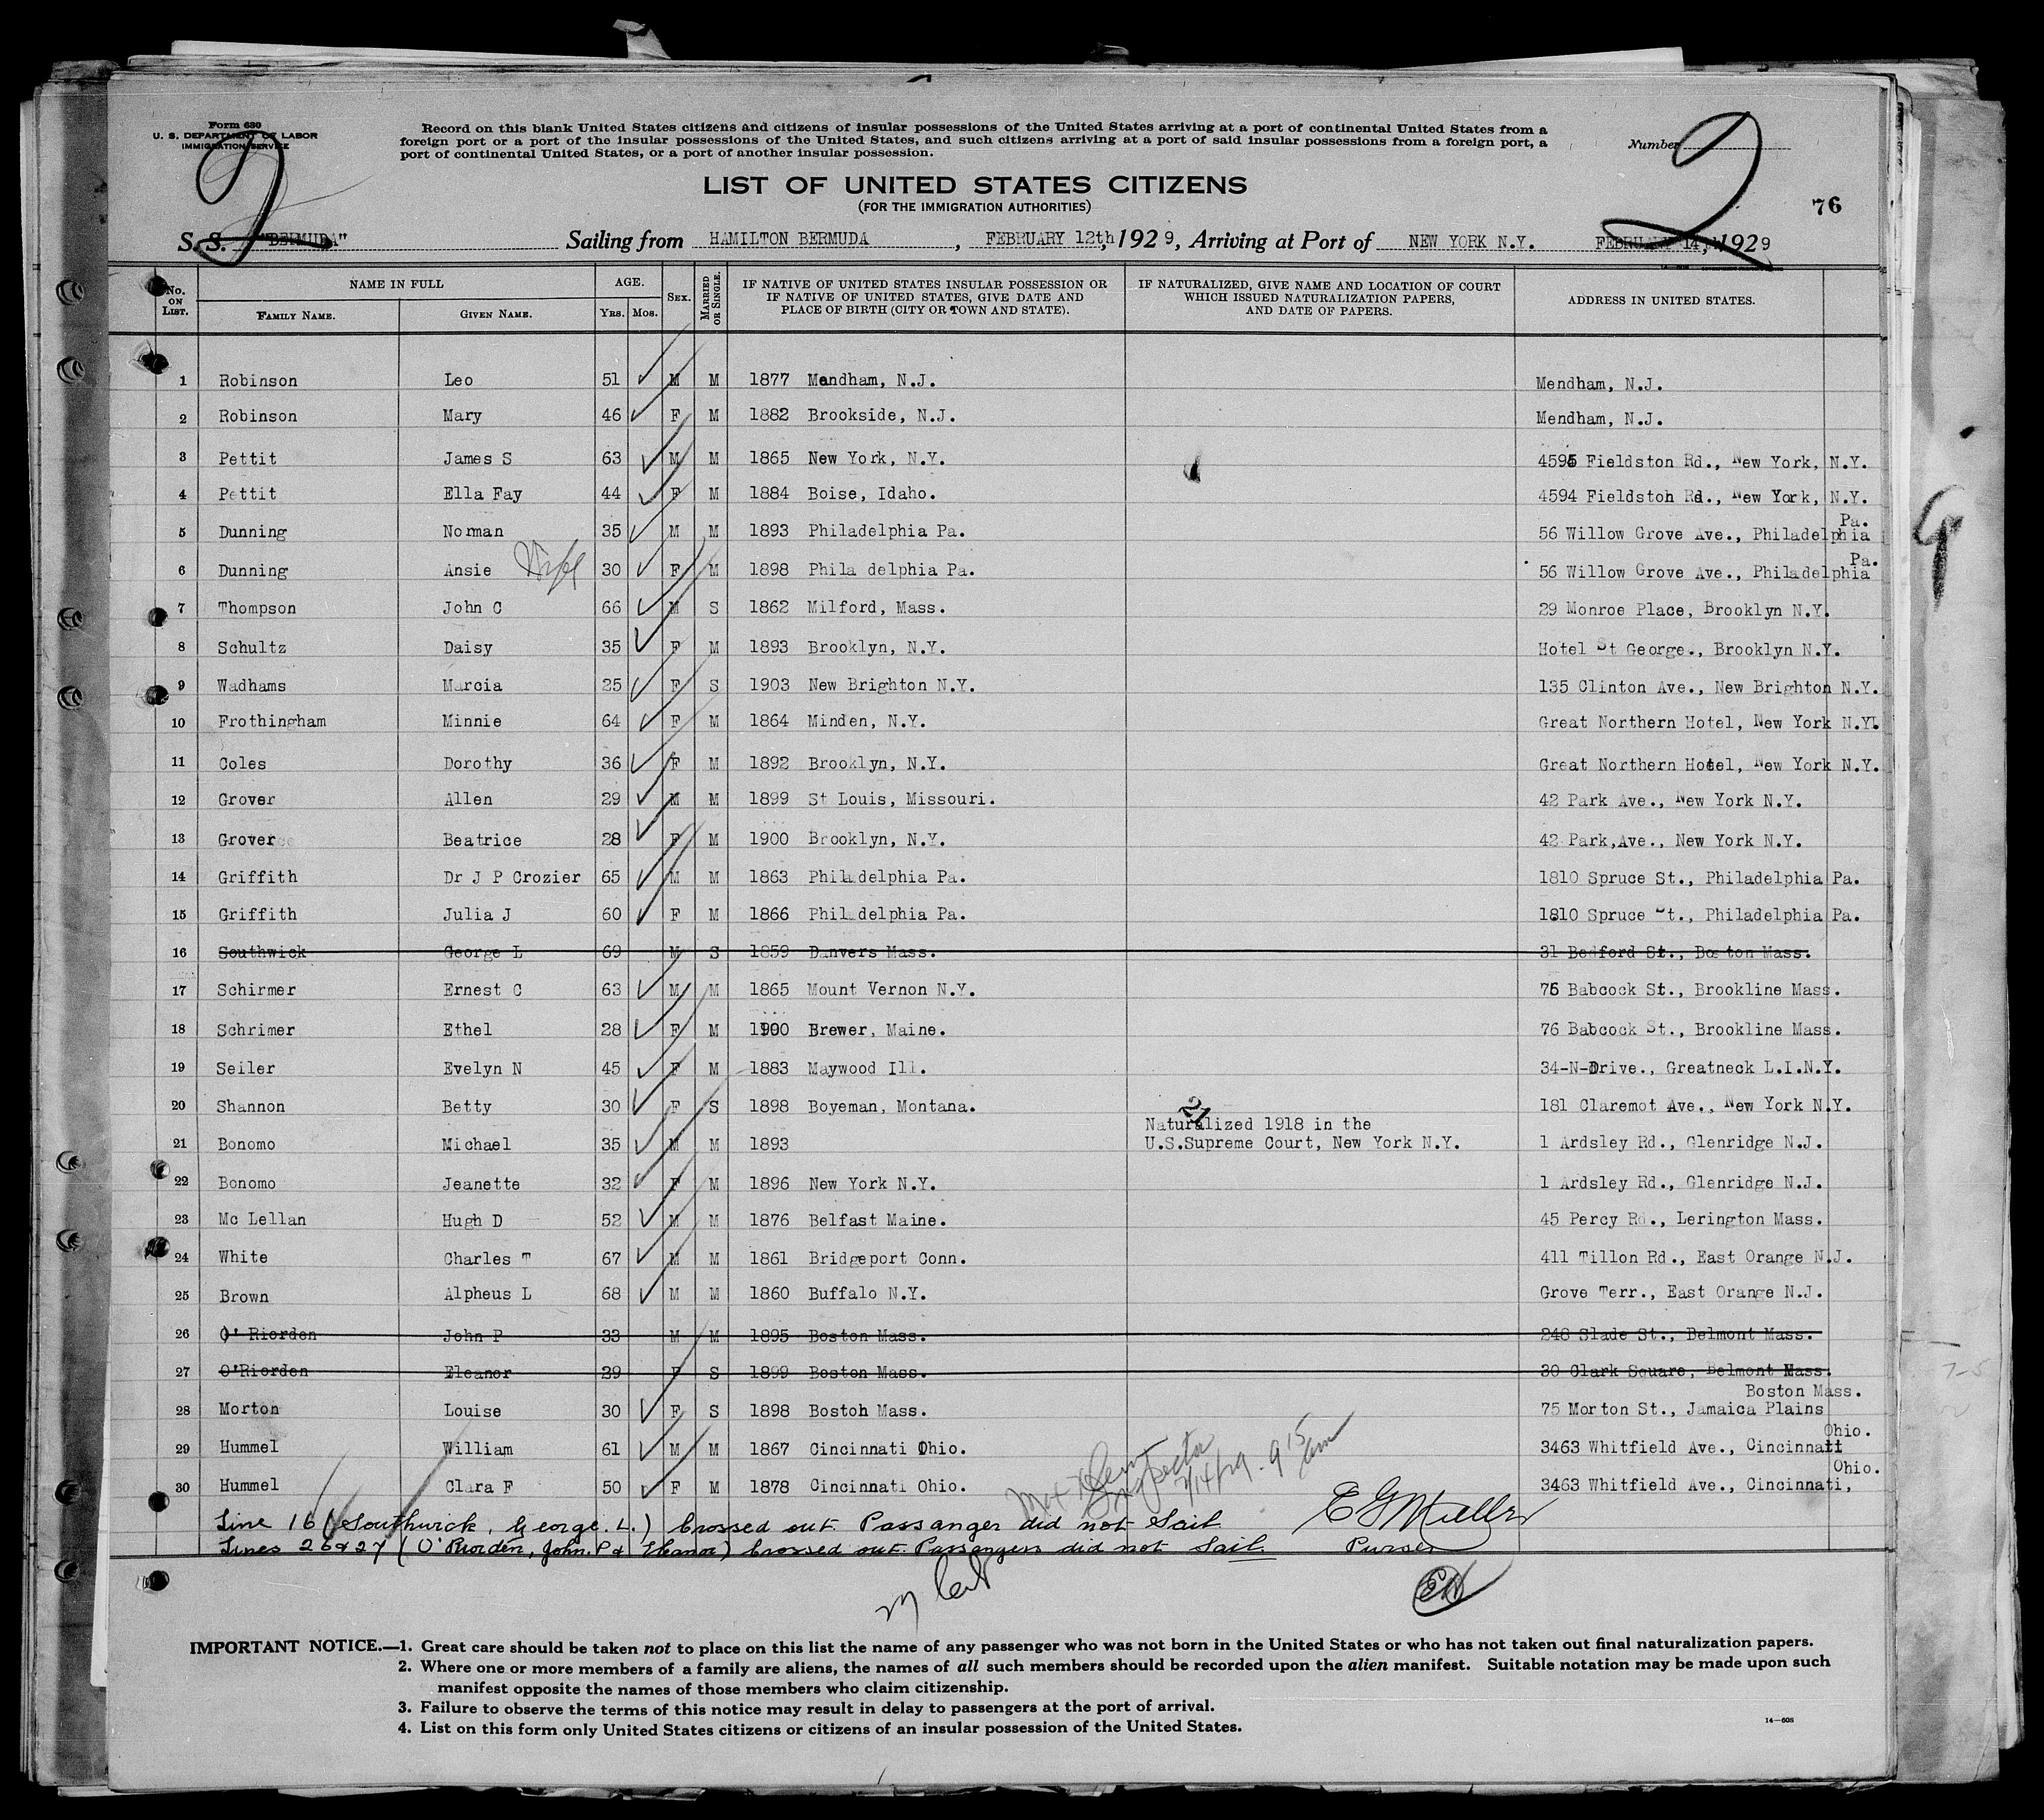 Form 630
U. S. DEPARTMENT OF LABOR
IMMIGRATION SERVICE
Record on this blank United States citizens and citizens of insular possessions of the United States arriving at a port of continental United States from a
foreign port or a port of the insular possessions of the United States, and such citizens arriving at a port of said insular possessions from a foreign port, a
port of continental United States, or a port of another insular possession.
Number
2
2
LIST OF UNITED STATES CITIZENS
(FOR THE IMMIGRATION AUTHORITIES)
76
S. S. "BERMUDA" Sailing from HAMILTON BERMUDA, FEBRUARY 12th, 1929, Arriving at Port of NEW YORK N.Y. FEBRUARY 14, 1929
No. ON LIST. NAME IN FULL AGE. SEX. MARRIED OR SINGLE. IF NATIVE OF UNITED STATES INSULAR POSSESSION OR IF NATIVE OF UNITED STATES, GIVE DATE AND PLACE OF BIRTH (CITY OR TOWN AND STATE). IF NATURALIZED, GIVE NAME AND LOCATION OF COURT WHICH ISSUED NATURALIZATION PAPERS, AND DATE OF PAPERS. ADDRESS IN UNITED STATES.
FAMILY NAME. GIVEN NAME. YRS. MOS.
1 Robinson Leo 51 M M 1877 Mendham, N.J. Mendham, N.J.
2 Robinson Mary 46 F M 1882 Brookside, N.J. Mendham, N.J.
3 Pettit James S 63 M M 1865 New York, N.Y. 4594 Fieldston Rd., New York, N.Y.
4 Pettit Ella Fay 44 F M 1884 Boise, Idaho. 4594 Fieldston Rd., New York, N.Y.
5 Dunning Norman 35 M M 1893 Philadelphia Pa. 56 Willow Grove Ave., Philadelphia Pa.
6 Dunning Ansie Wife 30 F M 1898 Phila delphia Pa. 56 Willow Grove Ave., Philadelphia Pa.
7 Thompson John C 66 M S 1862 Milford, Mass. 29 Monroe Place, Brooklyn N.Y.
8 Schultz Daisy 35 F M 1893 Brooklyn, N.Y. Hotel St George., Brooklyn N.Y.
9 Wadhams Marcia 25 F S 1903 New Brighton N.Y. 135 Clinton Ave., New Brighton N.Y.
10 Frothingham Minnie 64 F M 1864 Minden, N.Y. Great Northern Hotel, New York N.Y.
11 Coles Dorothy 36 F M 1892 Brooklyn, N.Y. Great Northern Hotel, New York N.Y.
12 Grover Allen 29 M M 1899 St Louis, Missouri. 42 Park Ave., New York N.Y.
13 Grover Beatrice 28 F M 1900 Brooklyn, N.Y. 42 Park,Ave., New York N.Y.
14 Griffith Dr J P Crozier 65 M M 1863 Philadelphia Pa. 1810 Spruce St., Philadelphia Pa.
15 Griffith Julia J 60 F M 1866 Philadelphia Pa. 1810 Spruce St., Philadelphia Pa.
16 Southwick George L 69 M S 1859 Danvers Mass. 31 Bedford St., Boston Mass.
17 Schirmer Ernest C 63 M M 1865 Mount Vernon N.Y. 76 Babcock St., Brookline Mass.
18 Schrimer Ethel 28 F M 1900 Brewer, Maine. 76 Babcock St., Brookline Mass.
19 Seiler Evelyn N 45 F M 1883 Maywood Ill. 34-N-Drive., Greatneck L.I.N.Y.
20 Shannon Betty 30 F S 1898 Boyeman, Montana. 181 Claremot Ave., New York N.Y.
21
Naturalized 1918 in the
21 Bonomo Michael 35 M M 1893 U.S.Supreme Court, New York N.Y. 1 Ardsley Rd., Glenridge N.J.
22 Bonomo Jeanette 32 F M 1896 New York N.Y. 1 Ardsley Rd., Glenridge N.J.
23 Mc Lellan Hugh D 52 M M 1876 Belfast Maine. 45 Percy Rd., Lerington Mass.
24 White Charles T 67 M M 1861 Bridgeport Conn. 411 Tillon Rd., East Orange N.J.
25 Brown Alpheus L 68 M M 1860 Buffalo N.Y. Grove Terr., East Orange N.J.
26 O' Riorden John P 33 M M 1895 Boston Mass. 248 Slade St., Belmont Mass.
27 O'Riorden Eleanor 29 F S 1899 Boston Mass. 30 Clark Square, Belmont Mass.
Boston Mass.
28 Morton Louise 30 F S 1898 Boston Mass. 75 Morton St., Jamaica Plains
29 Hummel William 61 M M 1867 Cincinnati Ohio. 3463 Whitfield Ave., Cincinnati Ohio.
30 Hummel Clara F 50 F M 1878 Cincinnati Ohio. 3463 Whitfield Ave., Cincinnati, Ohio.
Inspector
2/14/29. 9 15 am
Line 16 (Southwick, George. L.) Crossed out. Passanger did not Sail. E G Muller
Lines 26 & 27 (O'Riorden, John. P & Eleanor) Crossed out. Passangers did not Sail. Purser
IMPORTANT NOTICE.—1. Great care should be taken not to place on this list the name of any passenger who was not born in the United States or who has not taken out final naturalization papers.
2. Where one or more members of a family are aliens, the names of all such members should be recorded upon the alien manifest. Suitable notation may be made upon such
manifest opposite the names of those members who claim citizenship.
3. Failure to observe the terms of this notice may result in delay to passengers at the port of arrival.
4. List on this form only United States citizens or citizens of an insular possession of the United States.
14—608